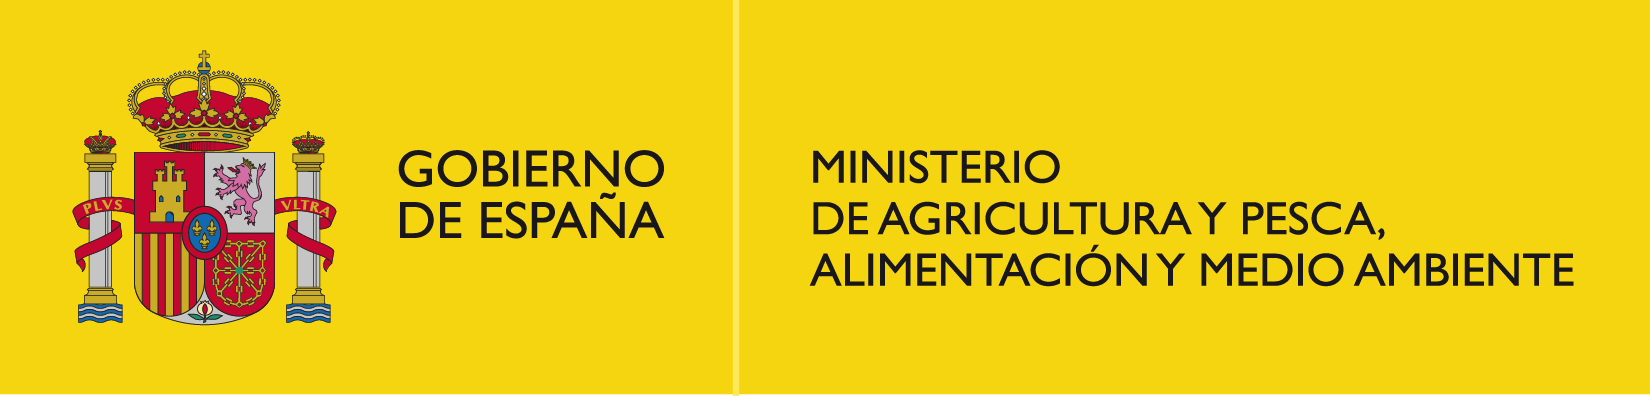 PLVS
VLTRA
GOBIERNO
DE ESPAÑA
MINISTERIO
DE AGRICULTURA Y PESCA,
ALIMENTACIÓN Y MEDIO AMBIENTE